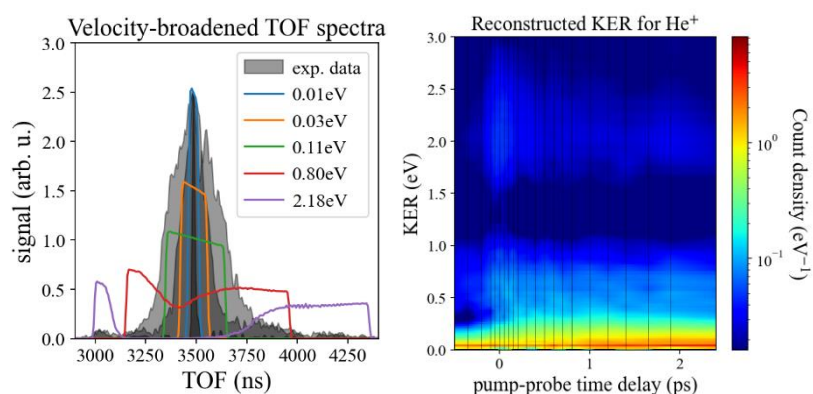 Velocity-broadened TOF spectra
3.0
2.5
2.0
1.5
1.0
0.5
0.0
signal (arb. u.)
exp. data
0.01eV
0.03eV
0.11eV
0.80eV
2.18eV
3000 3250 3500 3750 4000 4250
TOF (ns)
Reconstructed KER for He⁺
3.0
2.5
2.0
1.5
1.0
0.5
0.0
KER (eV)
0 1 2
pump-probe time delay (ps)
10⁰
10⁻¹
Count density (eV⁻¹)